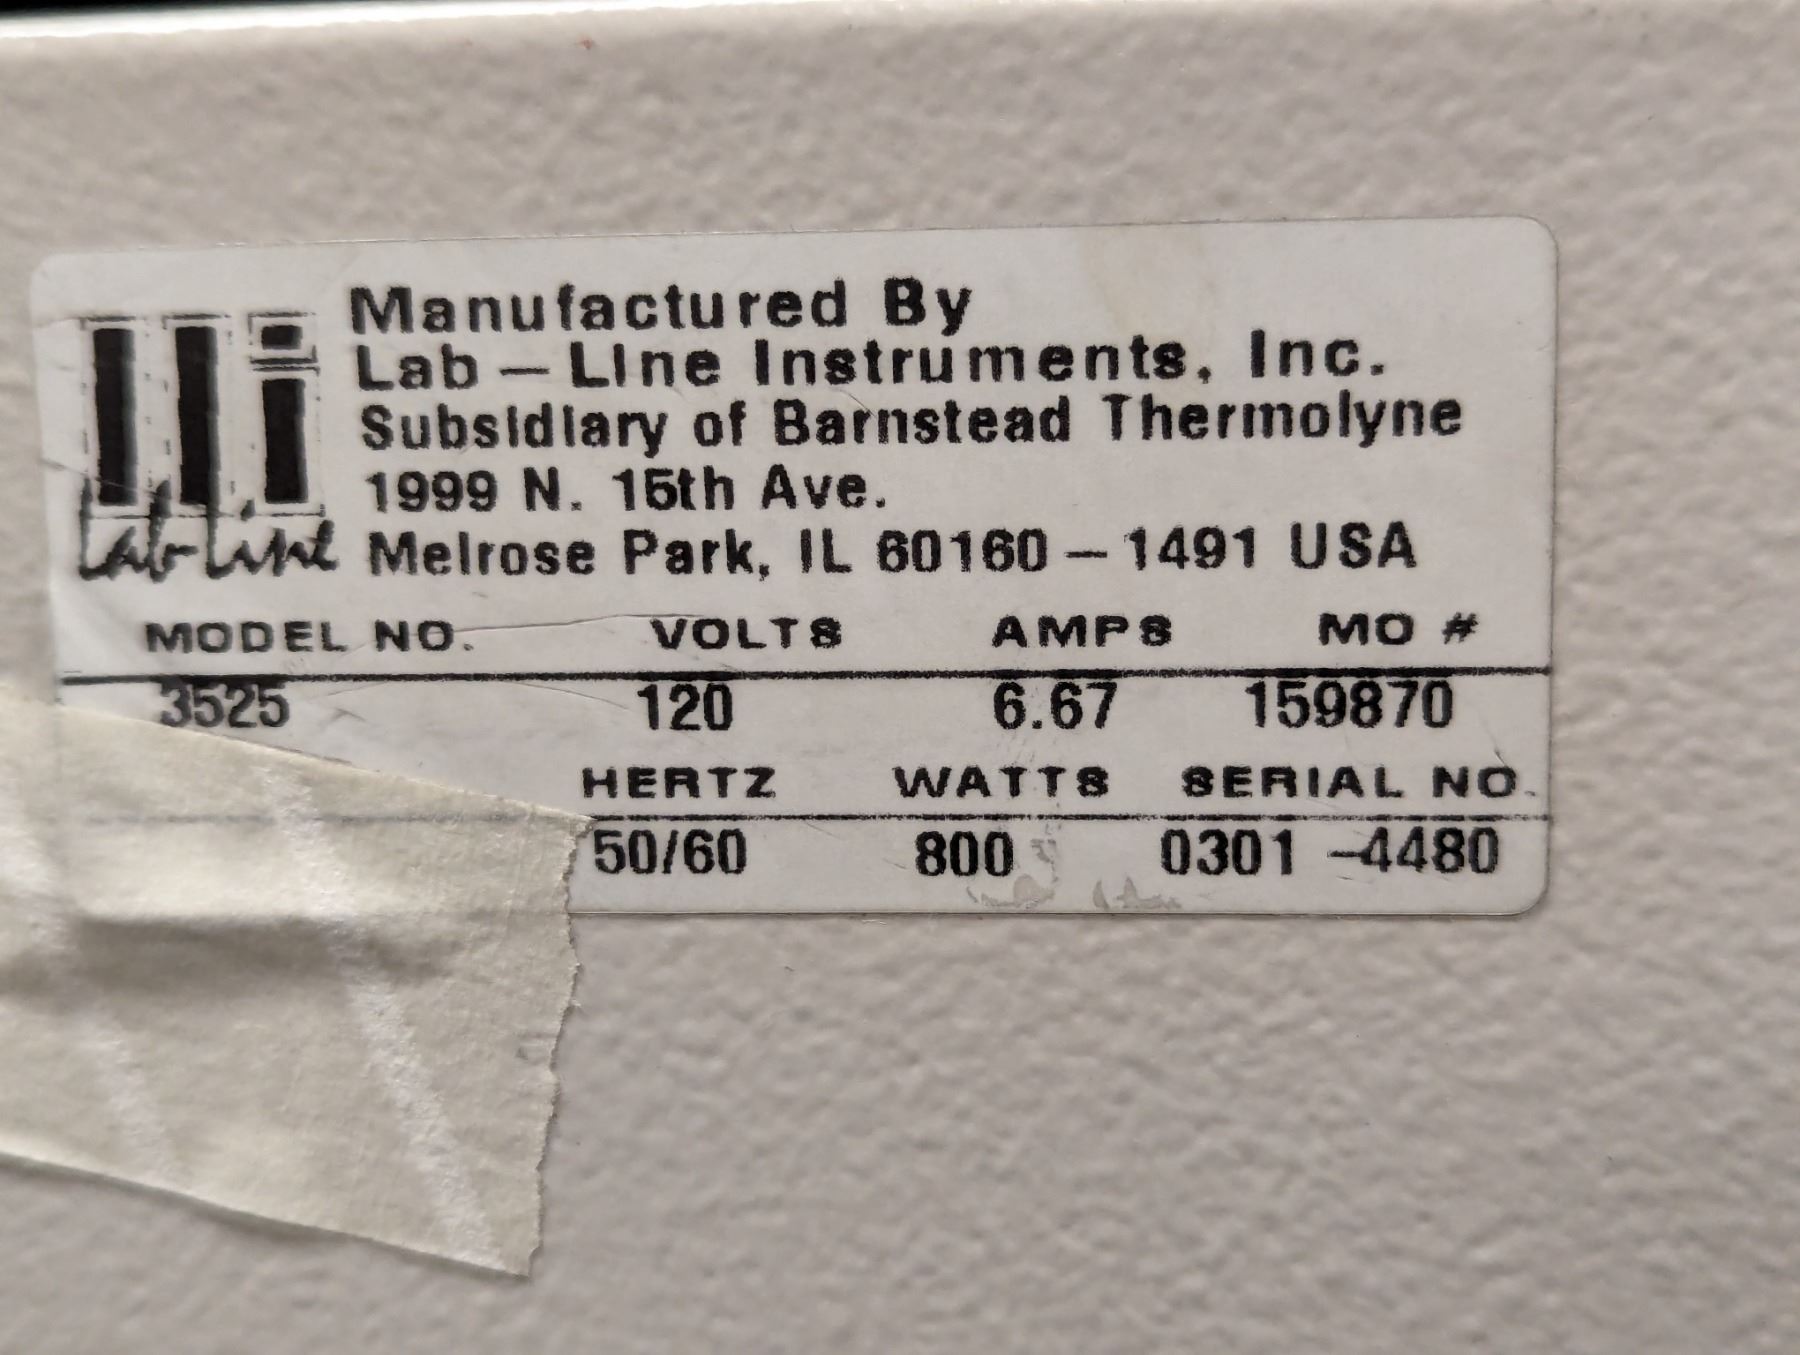 Manufactured By
Lab – Line Instruments, Inc.
Subsidiary of Barnstead Thermolyne
1999 N. 15th Ave.
Lab-Line Melrose Park, IL 60160 – 1491 USA
MODEL NO. VOLTS AMPS MO #
3525 120 6.67 159870
HERTZ WATTS SERIAL NO.
50/60 800 0301 -4480